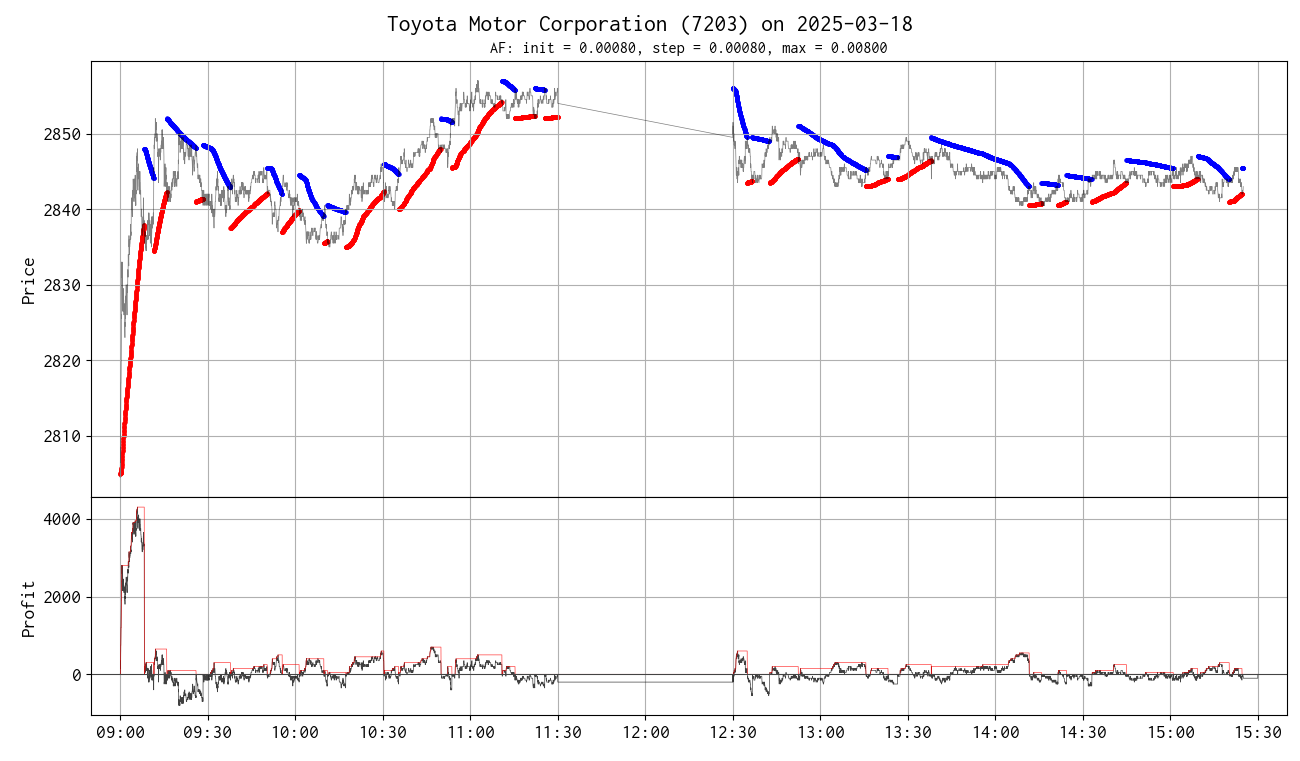 Toyota Motor Corporation (7203) on 2025-03-18
AF: init = 0.00080, step = 0.00080, max = 0.00800
Price
2850
2840
2830
2820
2810
Profit
4000
2000
0
09:00 09:30 10:00 10:30 11:00 11:30 12:00 12:30 13:00 13:30 14:00 14:30 15:00 15:30